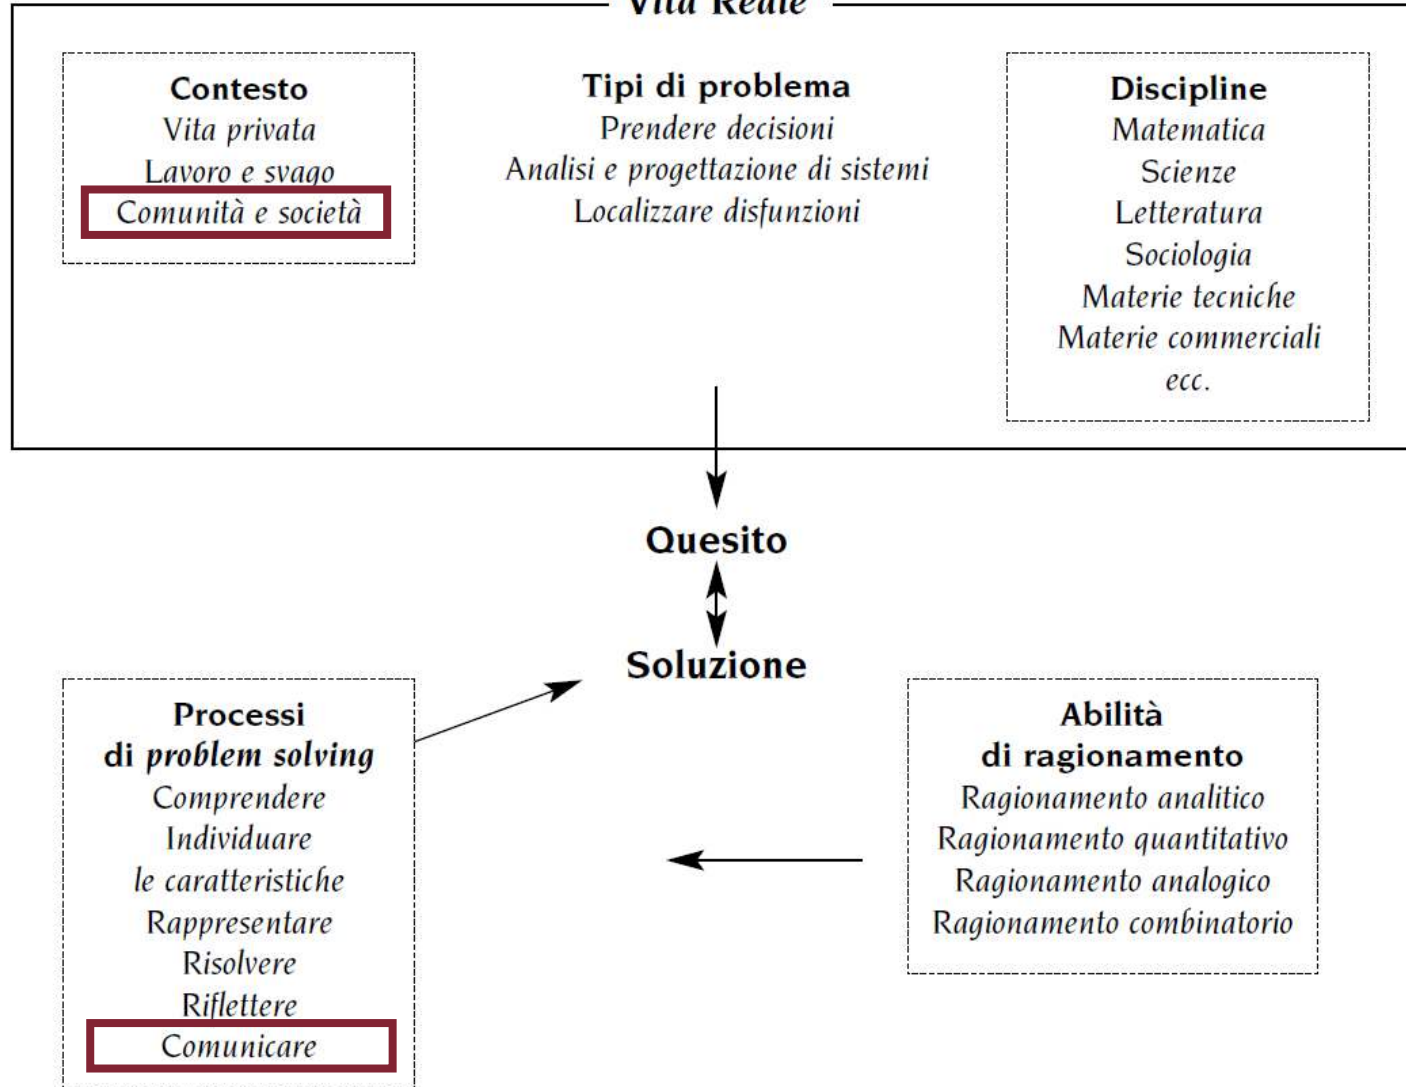 Vita Reale
Contesto
Vita privata
Lavoro e svago
Comunità e società
Tipi di problema
Prendere decisioni
Analisi e progettazione di sistemi
Localizzare disfunzioni
Discipline
Matematica
Scienze
Letteratura
Sociologia
Materie tecniche
Materie commerciali
ecc.
Quesito
Soluzione
Processi
di problem solving
Comprendere
Individuare
le caratteristiche
Rappresentare
Risolvere
Riflettere
Comunicare
Abilità
di ragionamento
Ragionamento analitico
Ragionamento quantitativo
Ragionamento analogico
Ragionamento combinatorio